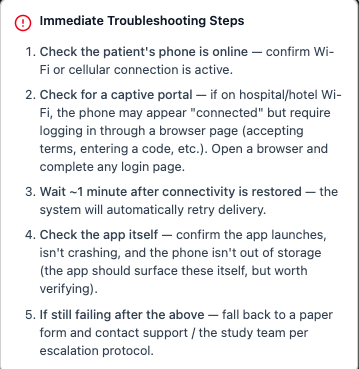 Immediate Troubleshooting Steps
1. Check the patient's phone is online — confirm Wi-
Fi or cellular connection is active.
2. Check for a captive portal — if on hospital/hotel Wi-
Fi, the phone may appear "connected" but require
logging in through a browser page (accepting
terms, entering a code, etc.). Open a browser and
complete any login page.
3. Wait ~1 minute after connectivity is restored — the
system will automatically retry delivery.
4. Check the app itself — confirm the app launches,
isn't crashing, and the phone isn't out of storage
(the app should surface these itself, but worth
verifying).
5. If still failing after the above — fall back to a paper
form and contact support / the study team per
escalation protocol.